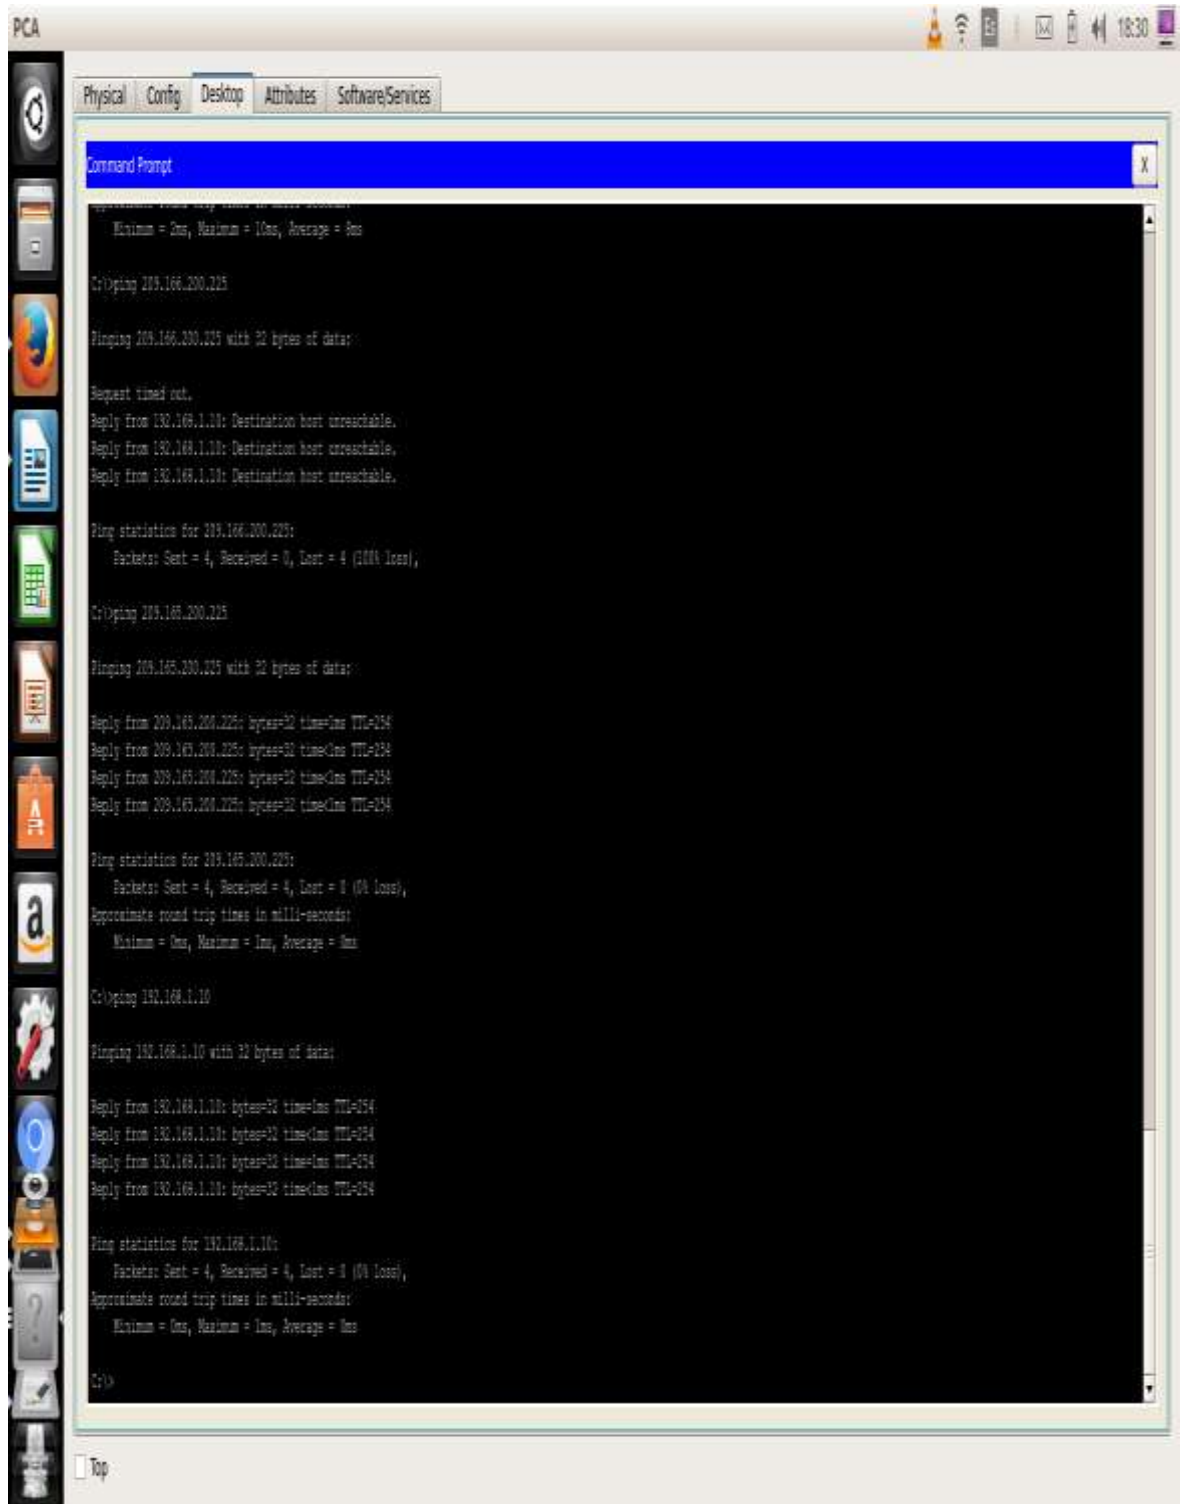 PCA
Es
18:30
Physical Config Desktop Attributes Software/Services
Command Prompt
X
Approximate round trip times in milli-seconds:
Minimum = 2ms, Maximum = 10ms, Average = 8ms
C:\>ping 209.166.200.225
Pinging 209.166.200.225 with 32 bytes of data:
Request timed out.
Reply from 192.168.1.10: Destination host unreachable.
Reply from 192.168.1.10: Destination host unreachable.
Reply from 192.168.1.10: Destination host unreachable.
Ping statistics for 209.166.200.225:
Packets: Sent = 4, Received = 0, Lost = 4 (100% loss),
C:\>ping 209.165.200.225
Pinging 209.165.200.225 with 32 bytes of data:
Reply from 209.165.200.225: bytes=32 time=1ms TTL=254
Reply from 209.165.200.225: bytes=32 time<1ms TTL=254
Reply from 209.165.200.225: bytes=32 time<1ms TTL=254
Reply from 209.165.200.225: bytes=32 time<1ms TTL=254
Ping statistics for 209.165.200.225:
Packets: Sent = 4, Received = 4, Lost = 0 (0% loss),
Approximate round trip times in milli-seconds:
Minimum = 0ms, Maximum = 1ms, Average = 0ms
C:\>ping 192.168.1.10
Pinging 192.168.1.10 with 32 bytes of data:
Reply from 192.168.1.10: bytes=32 time=1ms TTL=254
Reply from 192.168.1.10: bytes=32 time<1ms TTL=254
Reply from 192.168.1.10: bytes=32 time=1ms TTL=254
Reply from 192.168.1.10: bytes=32 time<1ms TTL=254
Ping statistics for 192.168.1.10:
Packets: Sent = 4, Received = 4, Lost = 0 (0% loss),
Approximate round trip times in milli-seconds:
Minimum = 0ms, Maximum = 1ms, Average = 0ms
C:\>
Top